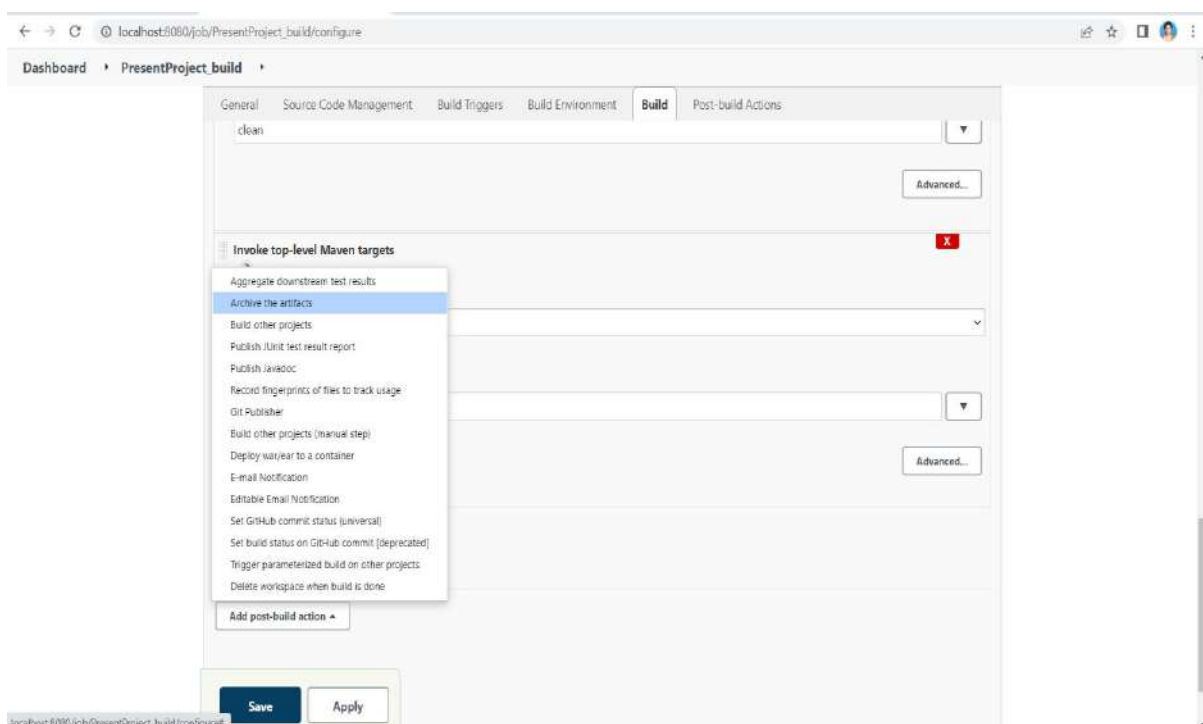 localhost:8080/job/PresentProject_build/configure
Dashboard PresentProject_build
General Source Code Management Build Triggers Build Environment Build Post-build Actions
clean
Advanced...
Invoke top-level Maven targets
X
Aggregate downstream test results
Archive the artifacts
Build other projects
Publish JUnit test result report
Publish Javadoc
Record fingerprints of files to track usage
Git Publisher
Build other projects (manual step)
Deploy war/ear to a container
Advanced...
E-mail Notification
Editable Email Notification
Set GitHub commit status (universal)
Set build status on GitHub commit [deprecated]
Trigger parameterized build on other projects
Delete workspace when build is done
Add post-build action
Save Apply
localhost:8080/job/PresentProject_build/configure#